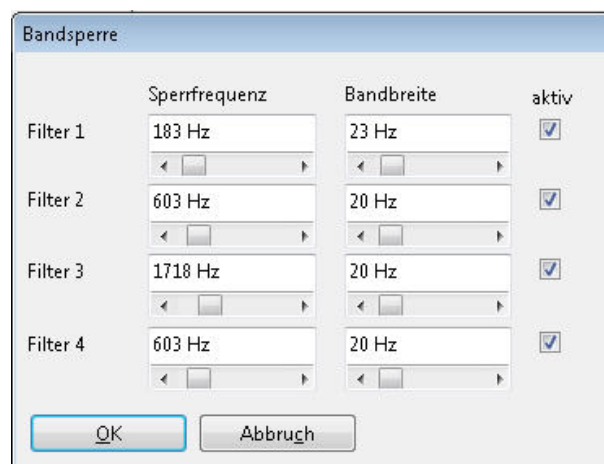 Bandsperre
Sperrfrequenz Bandbreite aktiv
Filter 1 183 Hz 23 Hz
Filter 2 603 Hz 20 Hz
Filter 3 1718 Hz 20 Hz
Filter 4 603 Hz 20 Hz
OK Abbruch